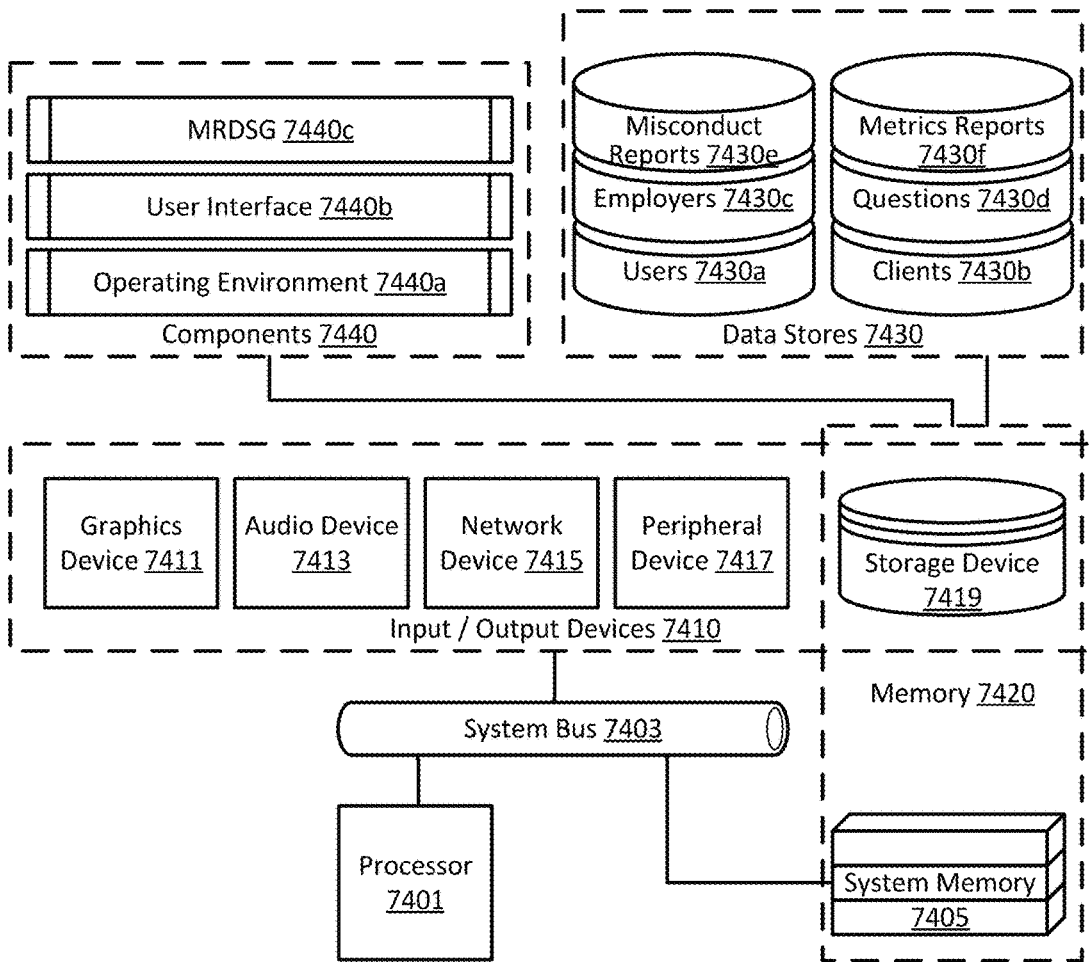 MRDSG 7440c
User Interface 7440b
Operating Environment 7440a
Components 7440
Misconduct
Reports 7430e
Employers 7430c
Users 7430a
Metrics Reports
7430f
Questions 7430d
Clients 7430b
Data Stores 7430
Graphics
Device 7411
Audio Device
7413
Network
Device 7415
Peripheral
Device 7417
Storage Device
7419
Input / Output Devices 7410
Memory 7420
System Bus 7403
Processor
7401
System Memory
7405